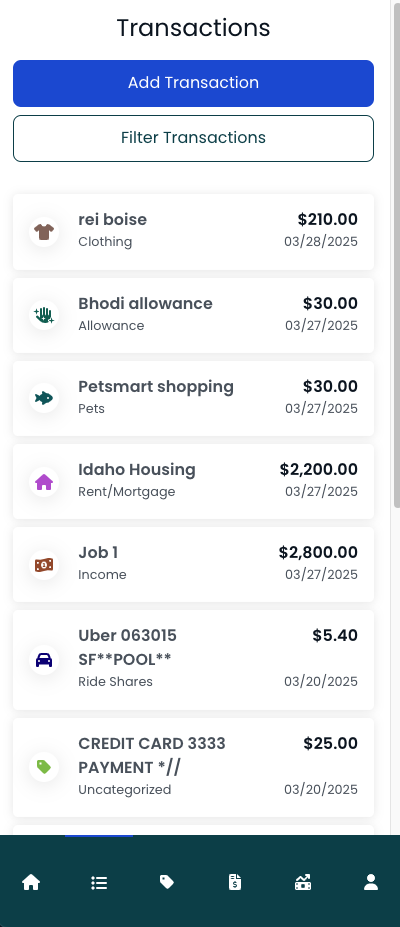 Transactions
Add Transaction
Filter Transactions
rei boise $210.00
Clothing 03/28/2025
Bhodi allowance $30.00
Allowance 03/27/2025
Petsmart shopping $30.00
Pets 03/27/2025
Idaho Housing $2,200.00
Rent/Mortgage 03/27/2025
Job 1 $2,800.00
Income 03/27/2025
Uber 063015 $5.40
SF**POOL**
Ride Shares 03/20/2025
CREDIT CARD 3333 $25.00
PAYMENT *//
Uncategorized 03/20/2025